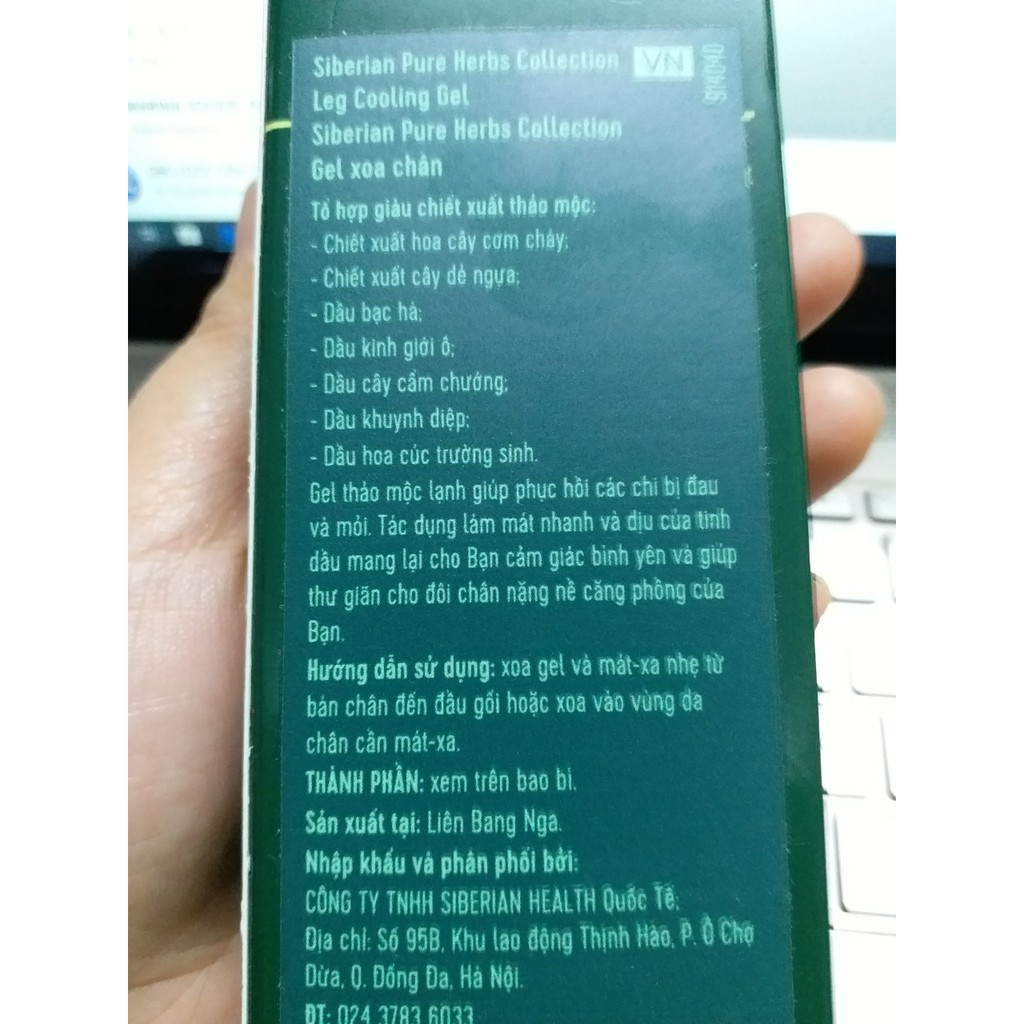 Siberian Pure Herbs Collection VN
Leg Cooling Gel
Siberian Pure Herbs Collection
Gel xoa chân
Tổ hợp giàu chiết xuất thảo mộc:
- Chiết xuất hoa cây cơm cháy;
- Chiết xuất cây dẻ ngựa;
- Dầu bạc hà;
- Dầu kinh giới ô;
- Dầu cây cẩm chướng;
- Dầu khuynh diệp;
- Dầu hoa cúc trường sinh.
Gel thảo mộc lạnh giúp phục hồi các chi bị đau
và mỏi. Tác dụng làm mát nhanh và dịu của tinh
dầu mang lại cho Bạn cảm giác bình yên và giúp
thư giãn cho đôi chân nặng nề căng phồng của
Bạn.
Hướng dẫn sử dụng: xoa gel và mát-xa nhẹ từ
bàn chân đến đầu gối hoặc xoa vào vùng da
chân cần mát-xa.
THÀNH PHẦN: xem trên bao bì.
Sản xuất tại: Liên Bang Nga.
Nhập khẩu và phân phối bởi:
CÔNG TY TNHH SIBERIAN HEALTH Quốc Tế;
Địa chỉ: Số 95B, Khu lao động Thịnh Hào, P. Ô Chợ
Dừa, Q. Đống Đa, Hà Nội.
ĐT: 024 3783 6033